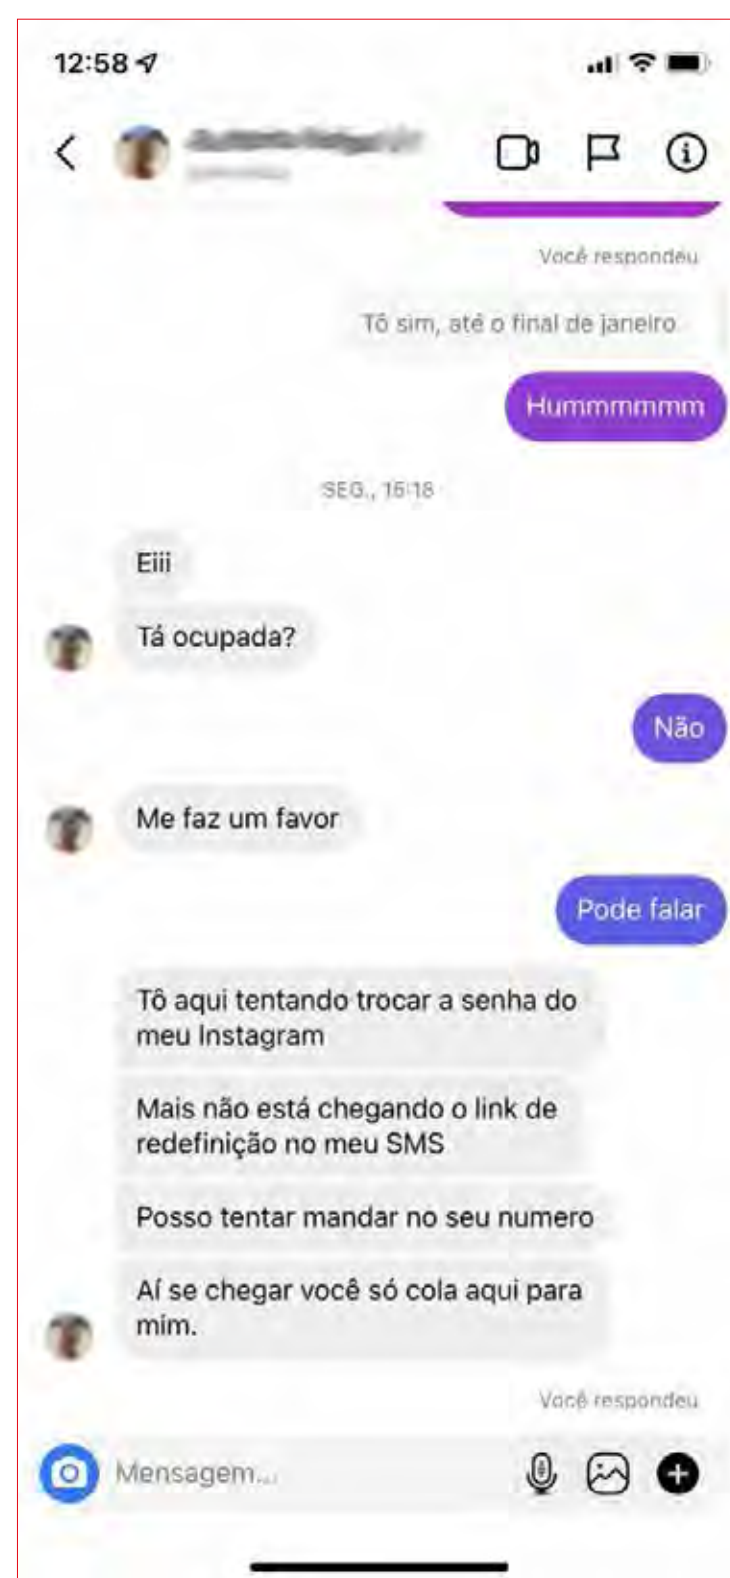 12:58
Você respondeu
Tô sim, até o final de janeiro
Hummmmmm
SEG., 15:18
Eiii
Tá ocupada?
Não
Me faz um favor
Pode falar
Tô aqui tentando trocar a senha do
meu Instagram
Mais não está chegando o link de
redefinição no meu SMS
Posso tentar mandar no seu numero
Aí se chegar você só cola aqui para
mim.
Você respondeu
Mensagem...